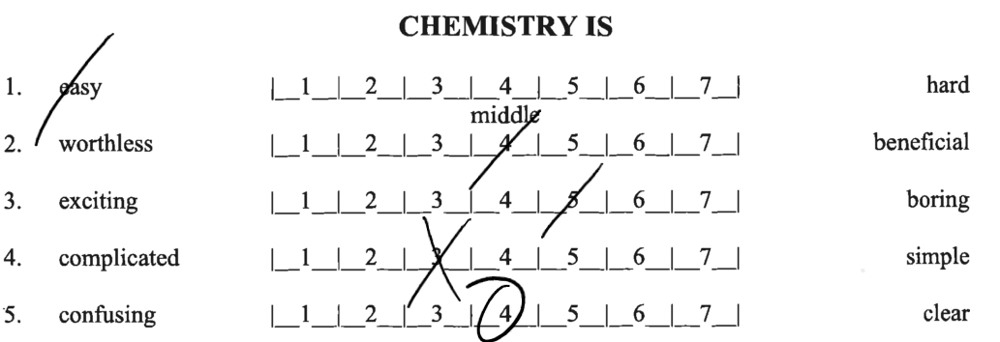 CHEMISTRY IS
1. easy |__1__|__2__|__3__|__4__|__5__|__6__|__7__| hard
middle
2. worthless |__1__|__2__|__3__|__4__|__5__|__6__|__7__| beneficial
3. exciting |__1__|__2__|__3__|__4__|__5__|__6__|__7__| boring
4. complicated |__1__|__2__|__3__|__4__|__5__|__6__|__7__| simple
5. confusing |__1__|__2__|__3__|__4__|__5__|__6__|__7__| clear